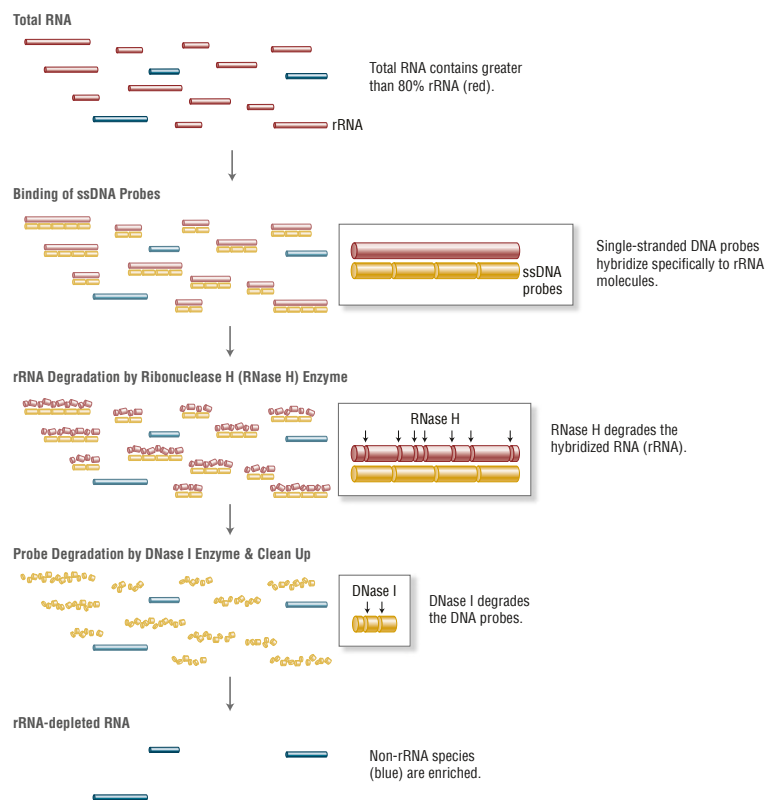 Total RNA
Total RNA contains greater
than 80% rRNA (red).
rRNA
Binding of ssDNA Probes
ssDNA
probes
Single-stranded DNA probes
hybridize specifically to rRNA
molecules.
rRNA Degradation by Ribonuclease H (RNase H) Enzyme
RNase H
RNase H degrades the
hybridized RNA (rRNA).
Probe Degradation by DNase I Enzyme & Clean Up
DNase I
DNase I degrades
the DNA probes.
rRNA-depleted RNA
Non-rRNA species
(blue) are enriched.